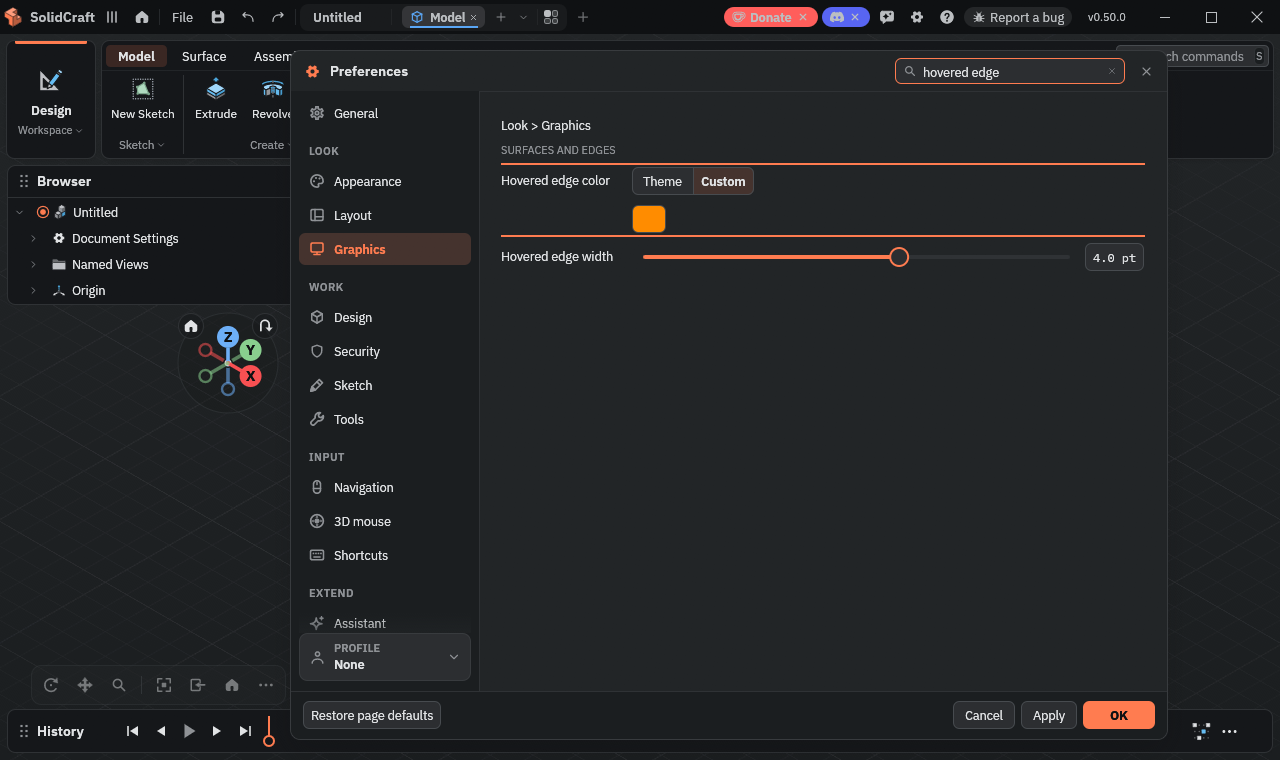 SolidCraft
File
Untitled
Model
Donate
Report a bug
v0.50.0
Design
Workspace
Model
Surface
New Sketch
Sketch
Extrude
Create
commands
S
Preferences
hovered edge
General
LOOK
Appearance
Layout
Graphics
WORK
Design
Security
Sketch
Tools
INPUT
Navigation
3D mouse
Shortcuts
EXTEND
Assistant
PROFILE
None
Look > Graphics
SURFACES AND EDGES
Hovered edge color
Theme
Custom
Hovered edge width
4.0 pt
Browser
Untitled
Document Settings
Named Views
Origin
Z
Y
X
History
Restore page defaults
Cancel
Apply
OK